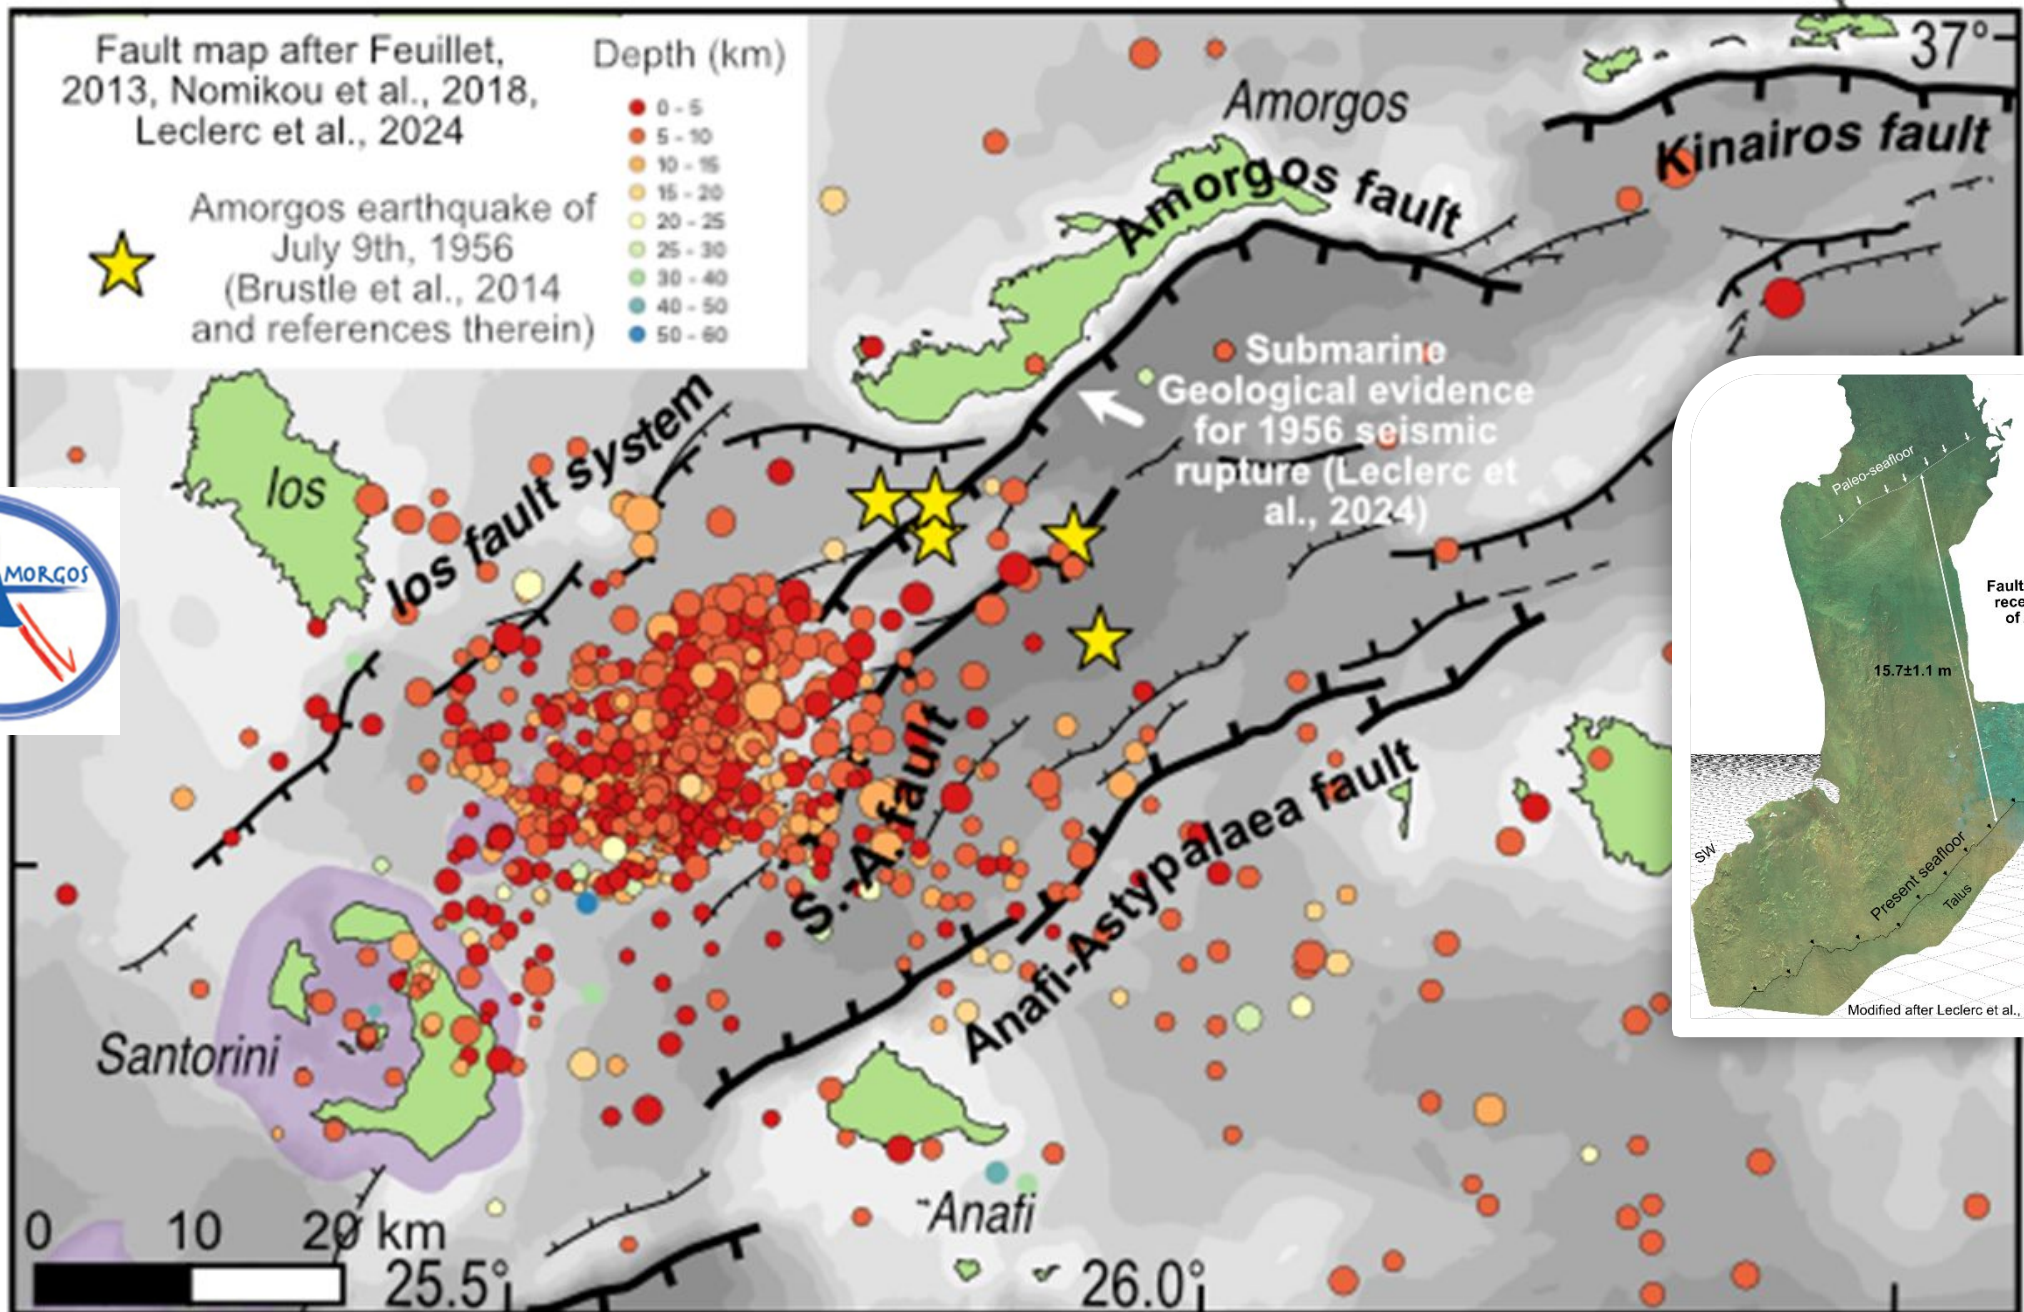 Fault map after Feuillet,
2013, Nomikou et al., 2018,
Leclerc et al., 2024
Amorgos earthquake of
July 9th, 1956
(Brustle et al., 2014
and references therein)
Depth (km)
0 - 5
5 - 10
10 - 15
15 - 20
20 - 25
25 - 30
30 - 40
40 - 50
50 - 60
37°
Amorgos
Kinairos fault
Amorgos fault
Submarine
Geological evidence
for 1956 seismic
rupture (Leclerc et
al., 2024)
Ios
Ios fault system
MORGOS
S.-A. fault
Anafi-Astypalaea fault
Santorini
Anafi
0 10 20 km
25.5°
26.0°
Paleo-seafloor
Fault
rece
of
15.7±1.1 m
SW
Present seafloor
Talus
Modified after Leclerc et al.,